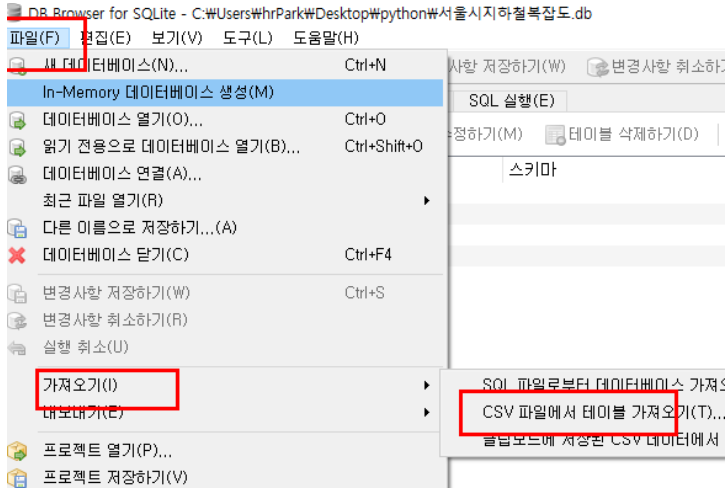 DB Browser for SQLite - C:₩Users₩hrPark₩Desktop₩python₩서울시지하철복잡도.db
파일(F) 편집(E) 보기(V) 도구(L) 도움말(H)
새 데이터베이스(N)... Ctrl+N
사항 저장하기(W) 변경사항 취소하기
In-Memory 데이터베이스 생성(M)
SQL 실행(E)
데이터베이스 열기(O)... Ctrl+O
정하기(M) 테이블 삭제하기(D)
읽기 전용으로 데이터베이스 열기(B)... Ctrl+Shift+O
데이터베이스 연결(A)...
스키마
최근 파일 열기(R)
다른 이름으로 저장하기...(A)
데이터베이스 닫기(C) Ctrl+F4
변경사항 저장하기(W) Ctrl+S
변경사항 취소하기(R)
실행 취소(U)
가져오기(I)
SQL 파일로부터 데이터베이스 가져오
내보내기(E)
CSV 파일에서 테이블 가져오기(T)...
클립보드에 저장된 CSV 데이터에서
프로젝트 열기(P)...
프로젝트 저장하기(V)